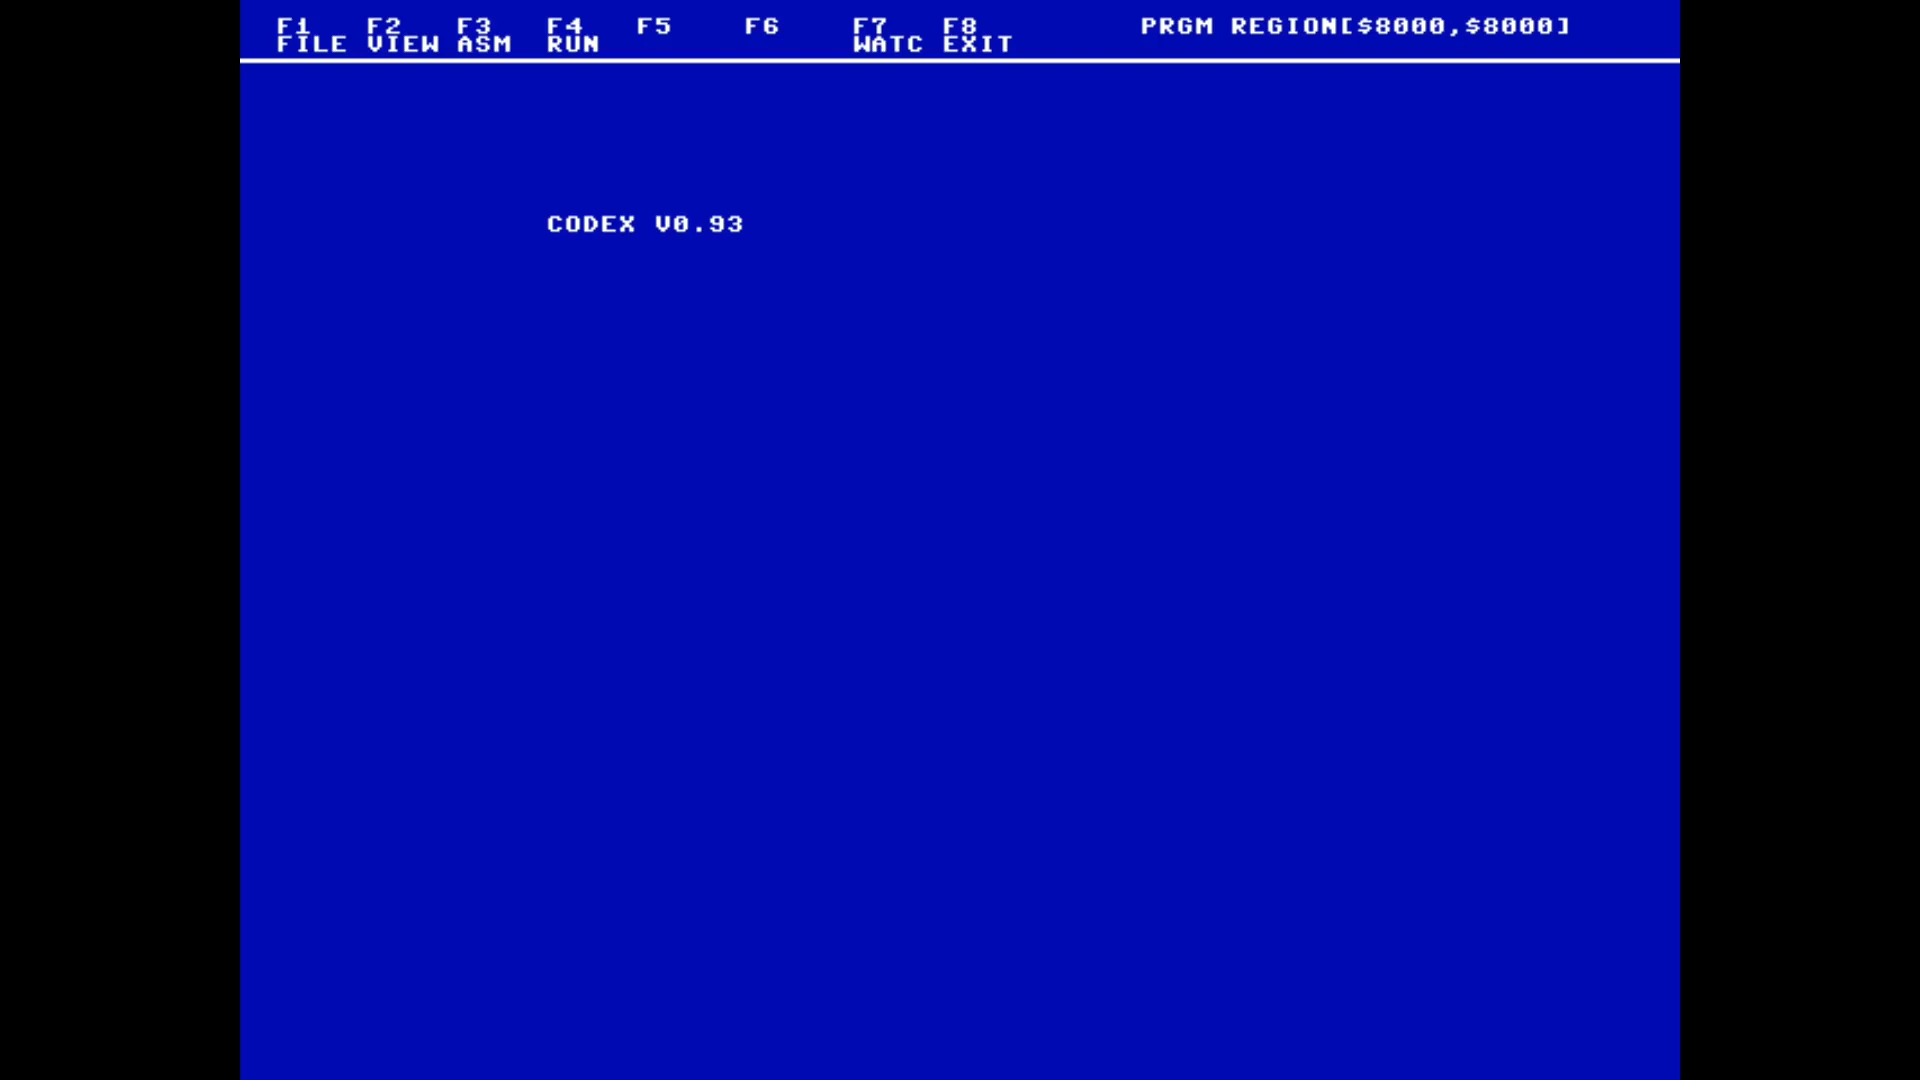 F1 F2 F3 F4 F5 F6 F7 F8 PRGM REGION[$8000,$8000]
FILE VIEW ASM RUN WATC EXIT
CODEX V0.93